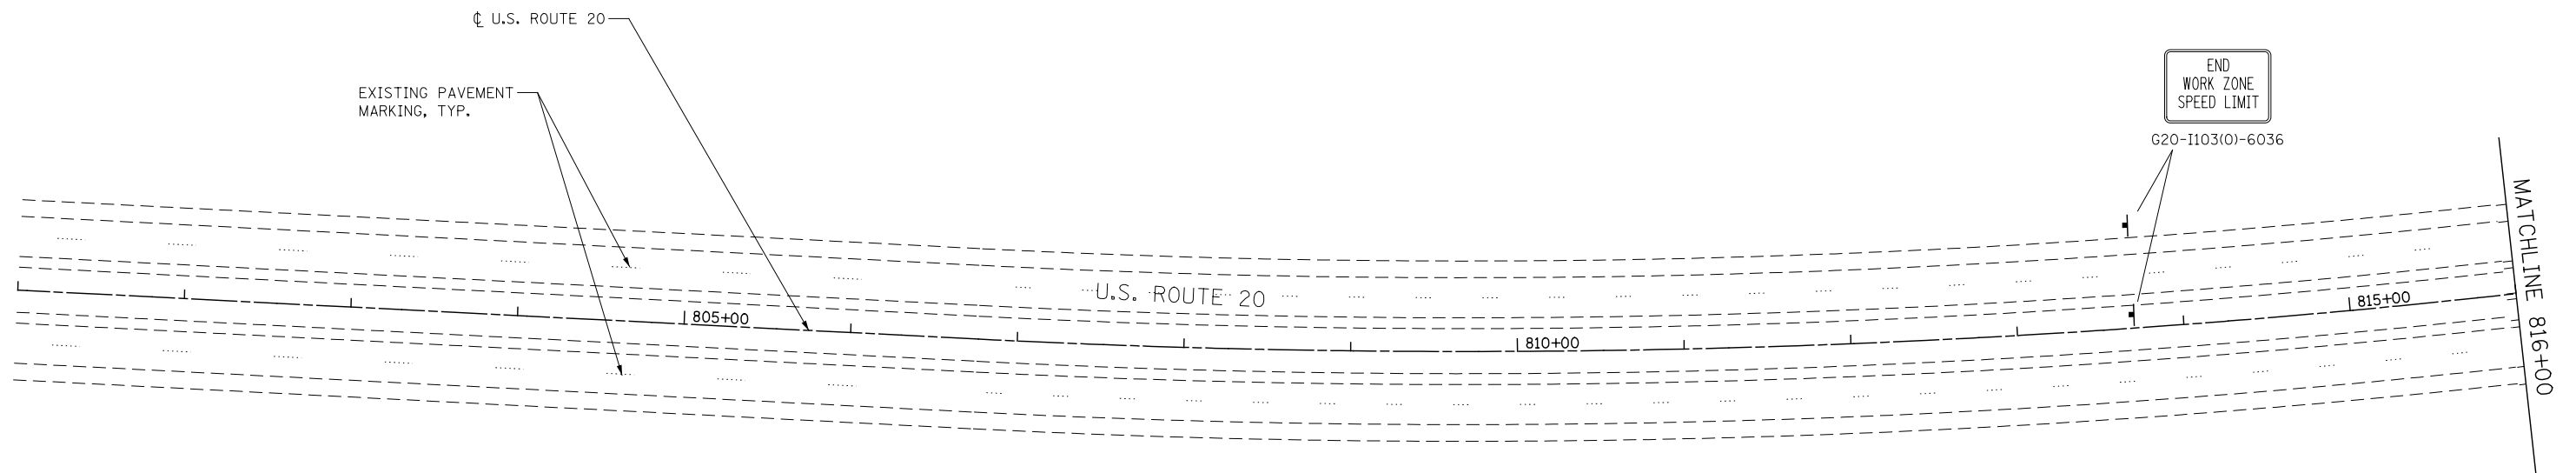 ℄ U.S. ROUTE 20
EXISTING PAVEMENT
MARKING, TYP.
END
WORK ZONE
SPEED LIMIT
G20-I103(O)-6036
U.S. ROUTE 20
805+00
810+00
815+00
MATCHLINE 816+00